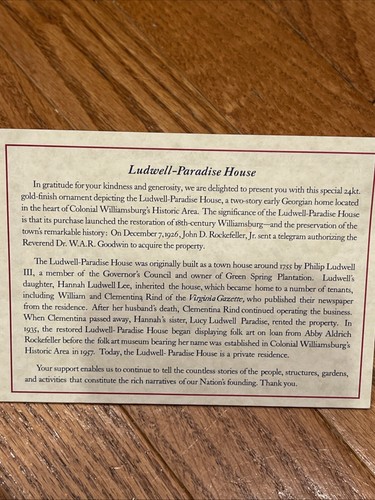 Ludwell-Paradise House
In gratitude for your kindness and generosity, we are delighted to present you with this special 24kt.
gold-finish ornament depicting the Ludwell-Paradise House, a two-story early Georgian home located
in the heart of Colonial Williamsburg's Historic Area. The significance of the Ludwell-Paradise House
is that its purchase launched the restoration of 18th-century Williamsburg—and the preservation of the
town's remarkable history: On December 7, 1926, John D. Rockefeller, Jr. sent a telegram authorizing the
Reverend Dr. W.A.R. Goodwin to acquire the property.
The Ludwell-Paradise House was originally built as a town house around 1755 by Philip Ludwell
III, a member of the Governor's Council and owner of Green Spring Plantation. Ludwell's
daughter, Hannah Ludwell Lee, inherited the house, which became home to a number of tenants,
including William and Clementina Rind of the Virginia Gazette, who published their newspaper
from the residence. After her husband's death, Clementina Rind continued operating the business.
When Clementina passed away, Hannah's sister, Lucy Ludwell Paradise, rented the property. In
1935, the restored Ludwell-Paradise House began displaying folk art on loan from Abby Aldrich
Rockefeller before the folk art museum bearing her name was established in Colonial Williamsburg's
Historic Area in 1957. Today, the Ludwell-Paradise House is a private residence.
Your support enables us to continue to tell the countless stories of the people, structures, gardens,
and activities that constitute the rich narratives of our Nation's founding. Thank you.